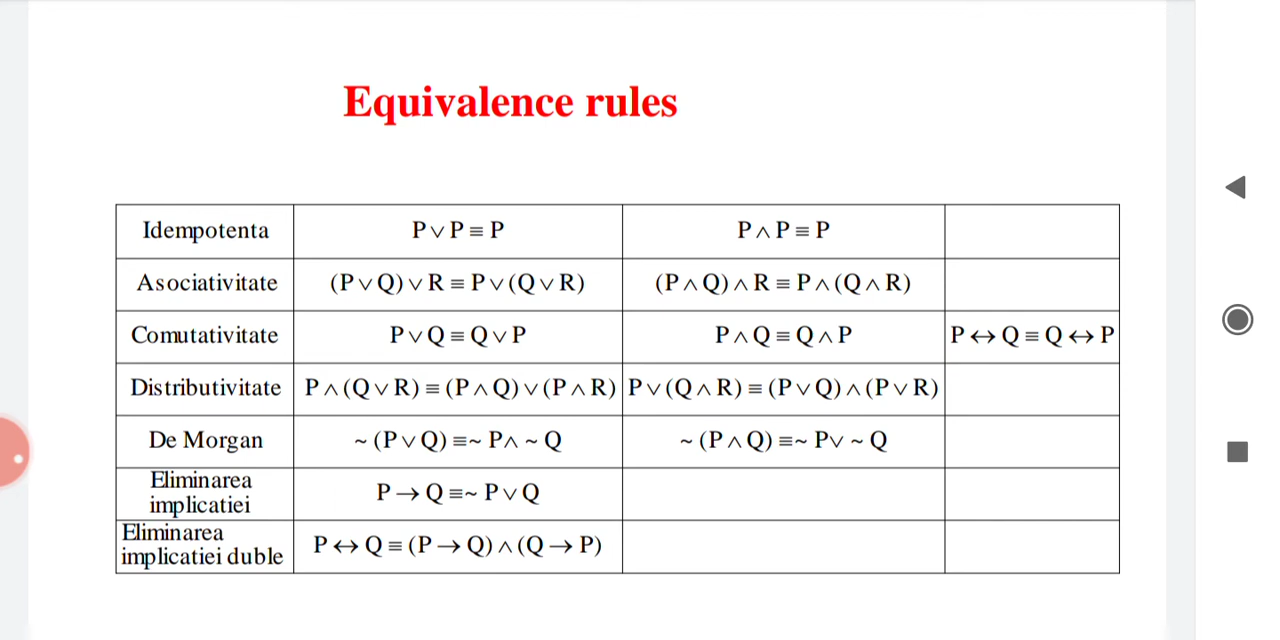 Equivalence rules
Idempotenta P∨P≡P P∧P≡P
Asociativitate (P∨Q)∨R≡P∨(Q∨R) (P∧Q)∧R≡P∧(Q∧R)
Comutativitate P∨Q≡Q∨P P∧Q≡Q∧P P↔Q≡Q↔P
Distributivitate P∧(Q∨R)≡(P∧Q)∨(P∧R) P∨(Q∧R)≡(P∨Q)∧(P∨R)
De Morgan ~(P∨Q)≡~P∧~Q ~(P∧Q)≡~P∨~Q
Eliminarea
implicatiei P→Q≡~P∨Q
Eliminarea
implicatiei duble P↔Q≡(P→Q)∧(Q→P)